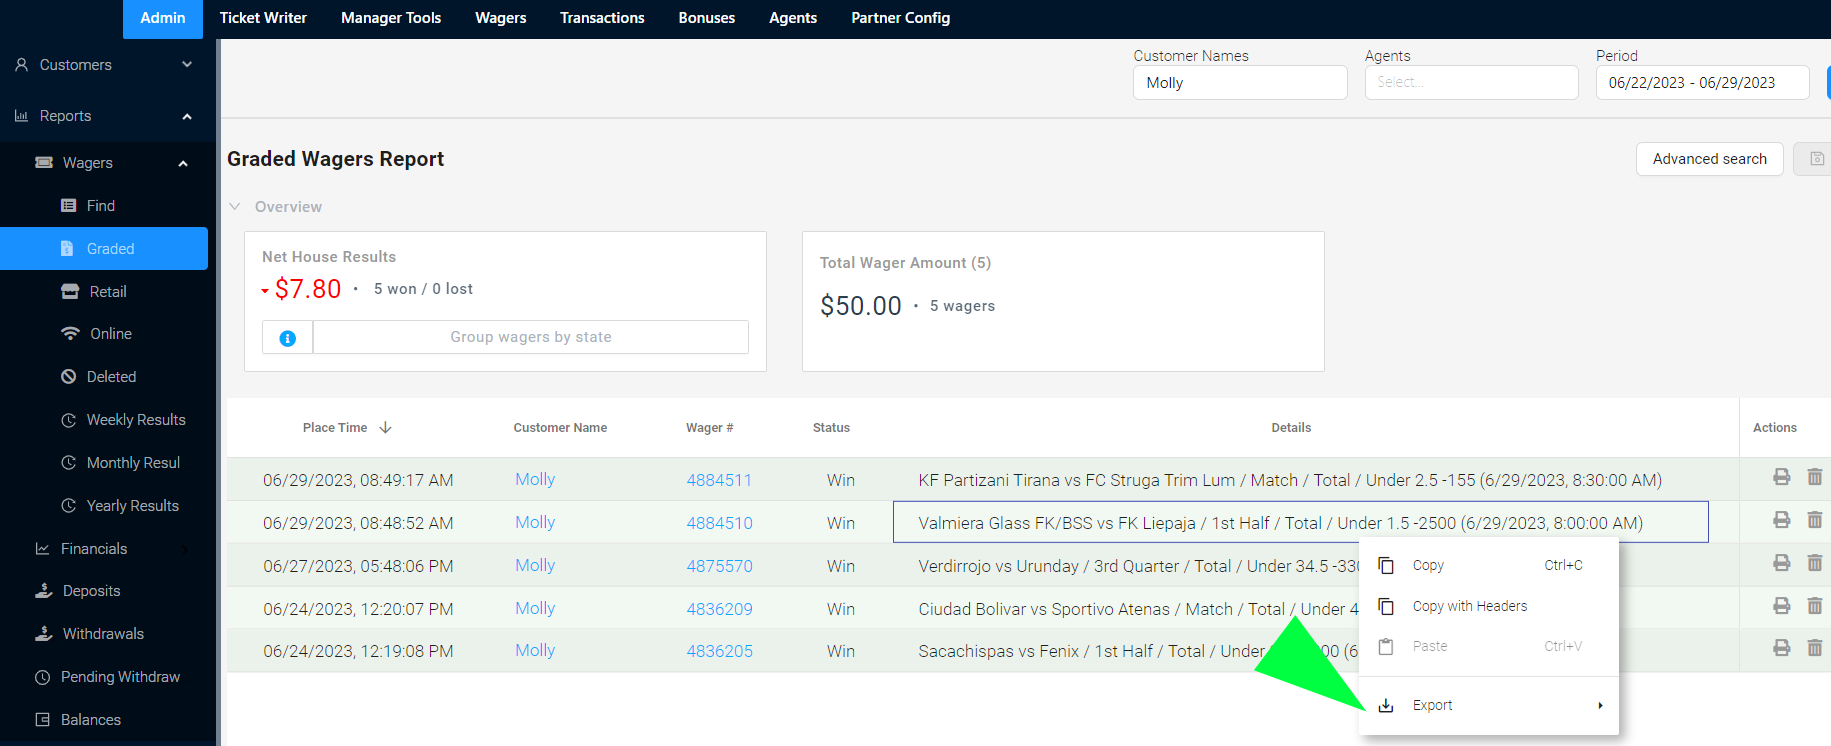 Admin Ticket Writer Manager Tools Wagers Transactions Bonuses Agents Partner Config
Customers
Reports
Wagers
Find
Graded
Retail
Online
Deleted
Weekly Results
Monthly Resul
Yearly Results
Financials
Deposits
Withdrawals
Pending Withdraw
Balances
Customer Names Agents Period
Molly Select... 06/22/2023 - 06/29/2023
Graded Wagers Report
Advanced search
Overview
Net House Results
$7.80 • 5 won / 0 lost
Group wagers by state
Total Wager Amount (5)
$50.00 • 5 wagers
Place Time Customer Name Wager # Status Details Actions
06/29/2023, 08:49:17 AM Molly 4884511 Win KF Partizani Tirana vs FC Struga Trim Lum / Match / Total / Under 2.5 -155 (6/29/2023, 8:30:00 AM)
06/29/2023, 08:48:52 AM Molly 4884510 Win Valmiera Glass FK/BSS vs FK Liepaja / 1st Half / Total / Under 1.5 -2500 (6/29/2023, 8:00:00 AM)
06/27/2023, 05:48:06 PM Molly 4875570 Win Verdirrojo vs Urunday / 3rd Quarter / Total / Under 34.5 -330
06/24/2023, 12:20:07 PM Molly 4836209 Win Ciudad Bolivar vs Sportivo Atenas / Match / Total / Under 4
06/24/2023, 12:19:08 PM Molly 4836205 Win Sacachispas vs Fenix / 1st Half / Total / Under 00 (6
Copy Ctrl+C
Copy with Headers
Paste Ctrl+V
Export